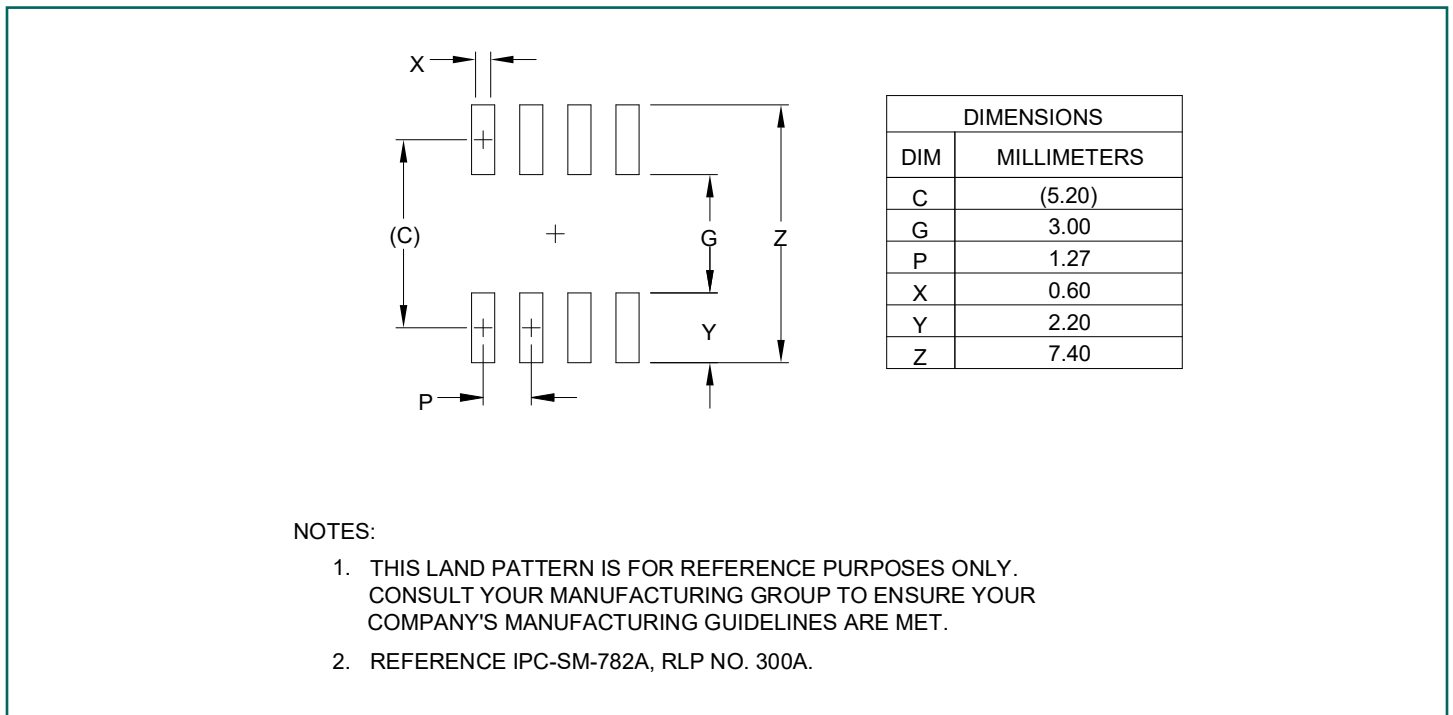 X
(C)
G
Z
Y
P
DIMENSIONS
DIM MILLIMETERS
C (5.20)
G 3.00
P 1.27
X 0.60
Y 2.20
Z 7.40
NOTES:
1. THIS LAND PATTERN IS FOR REFERENCE PURPOSES ONLY.
CONSULT YOUR MANUFACTURING GROUP TO ENSURE YOUR
COMPANY'S MANUFACTURING GUIDELINES ARE MET.
2. REFERENCE IPC-SM-782A, RLP NO. 300A.